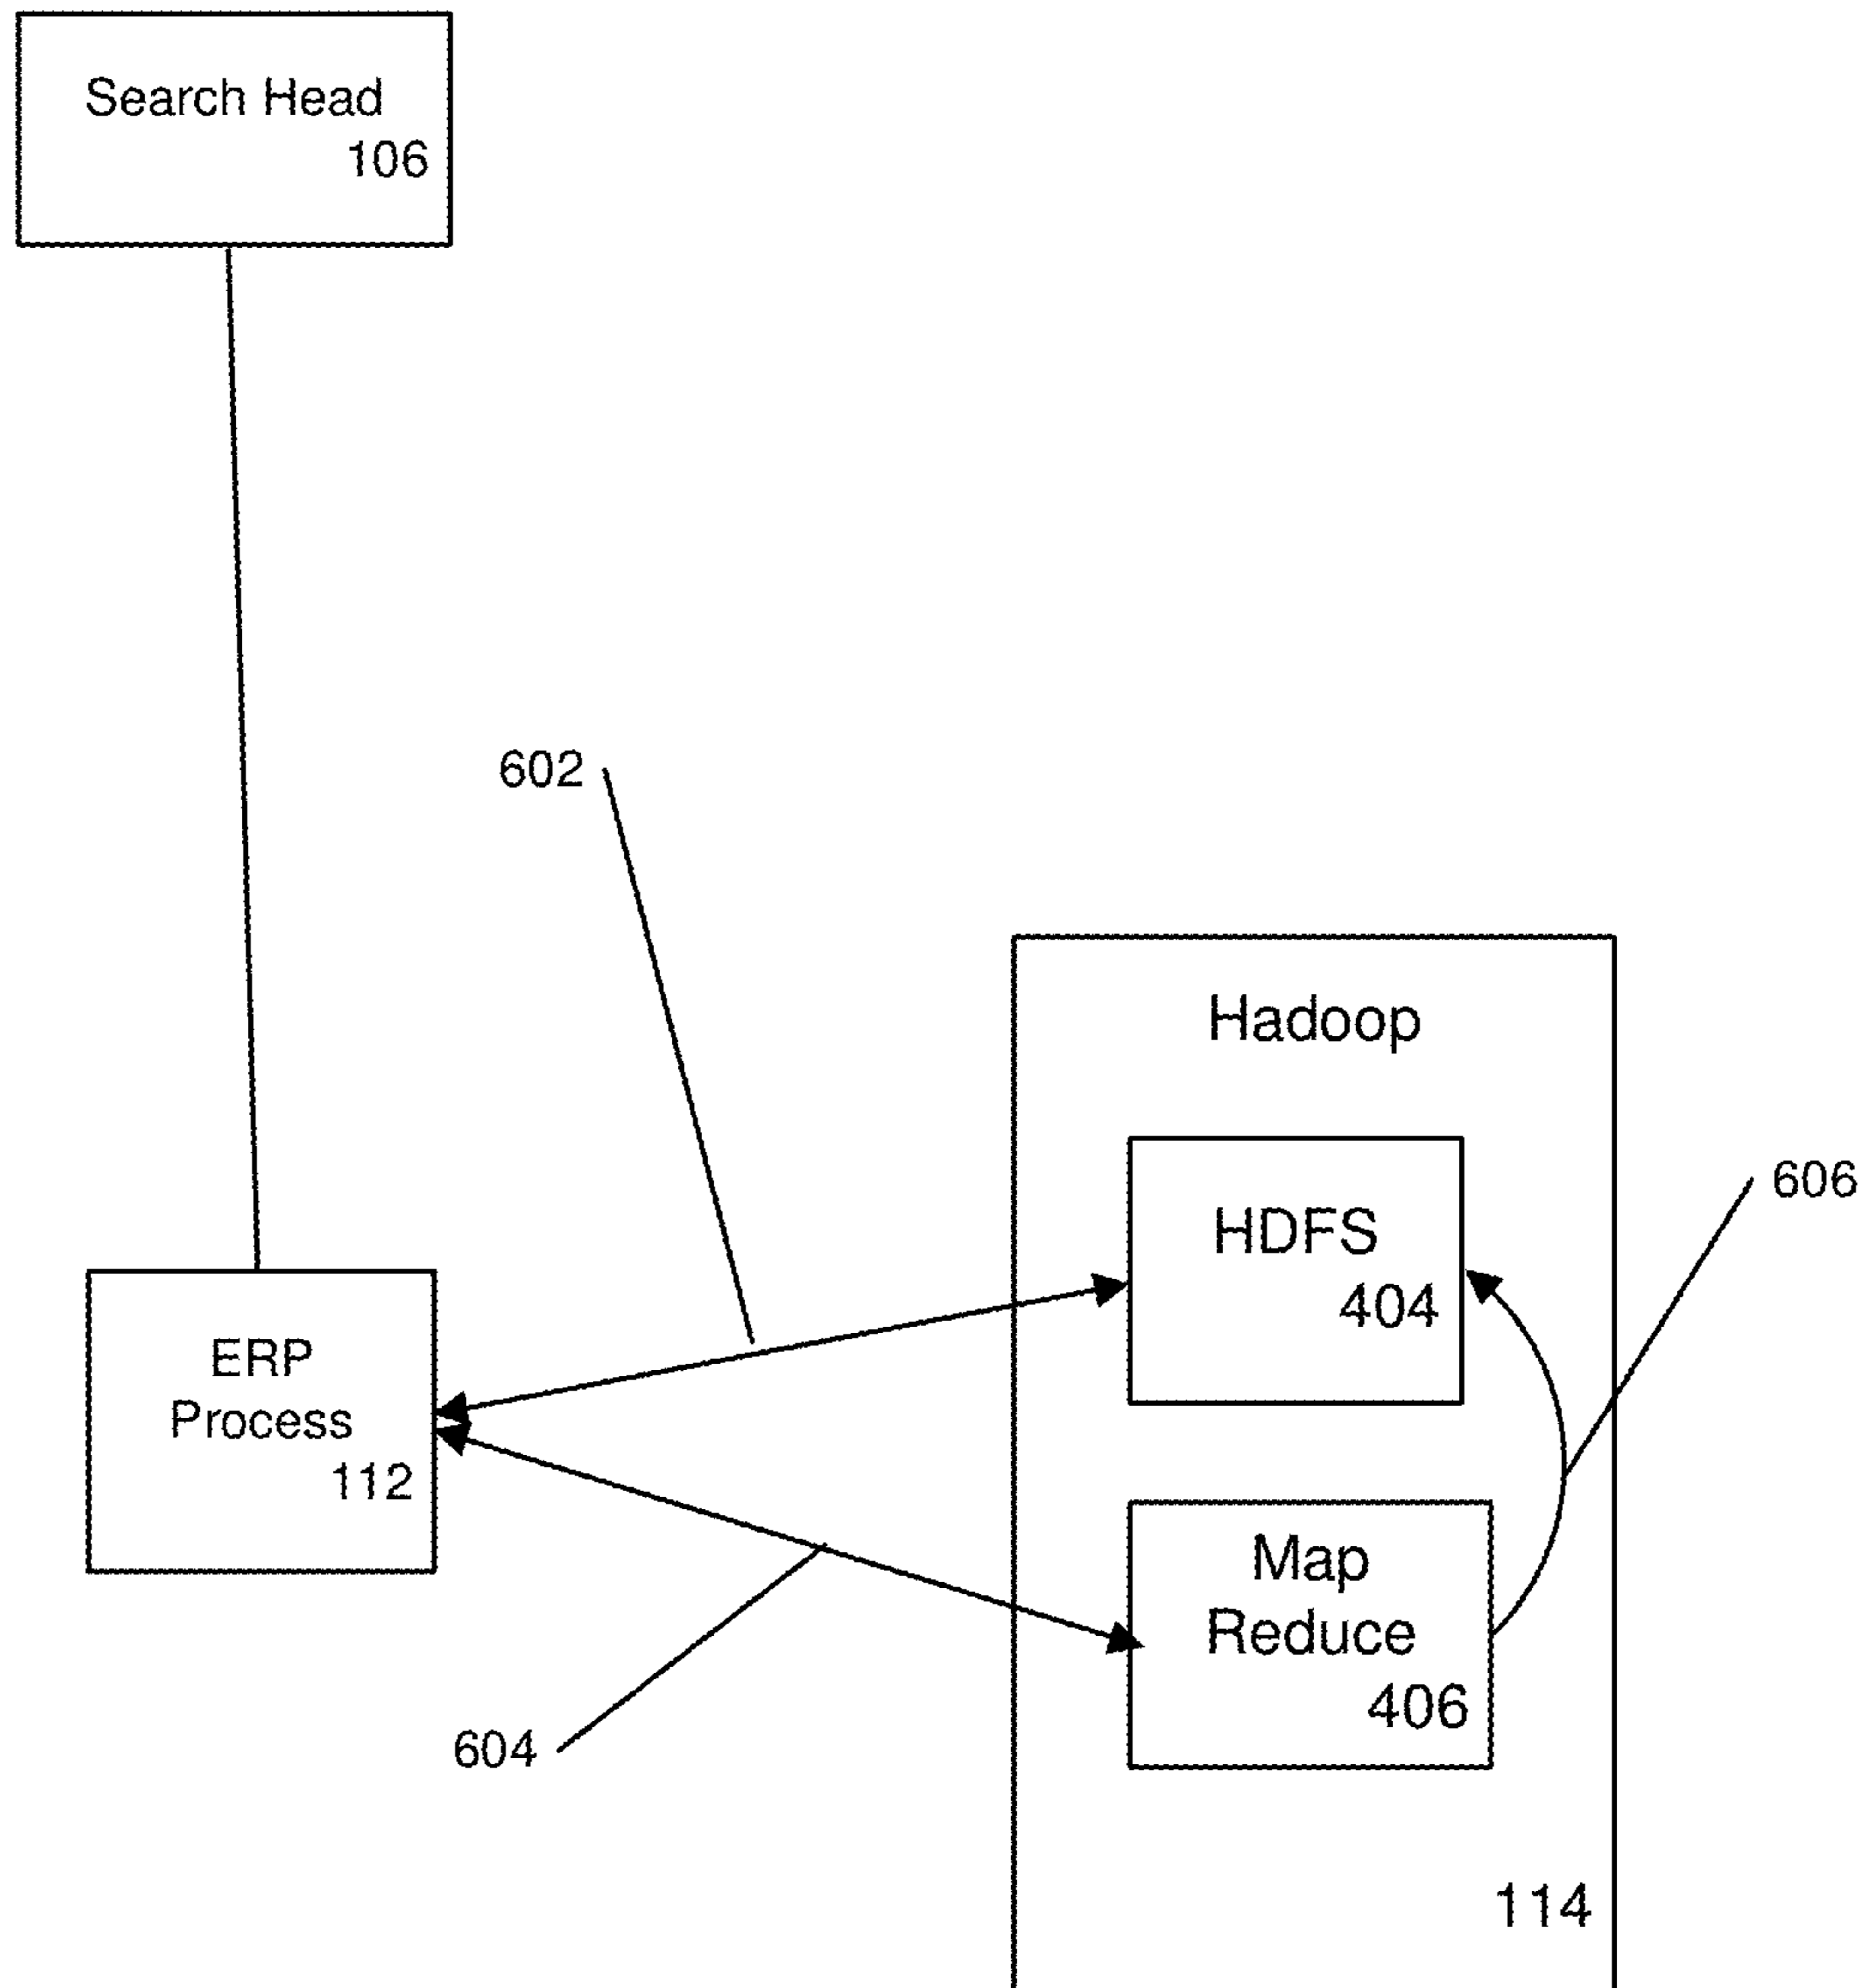 Search Head
106
602
Hadoop
606
HDFS
404
ERP
Process
112
Map
Reduce
406
604
114